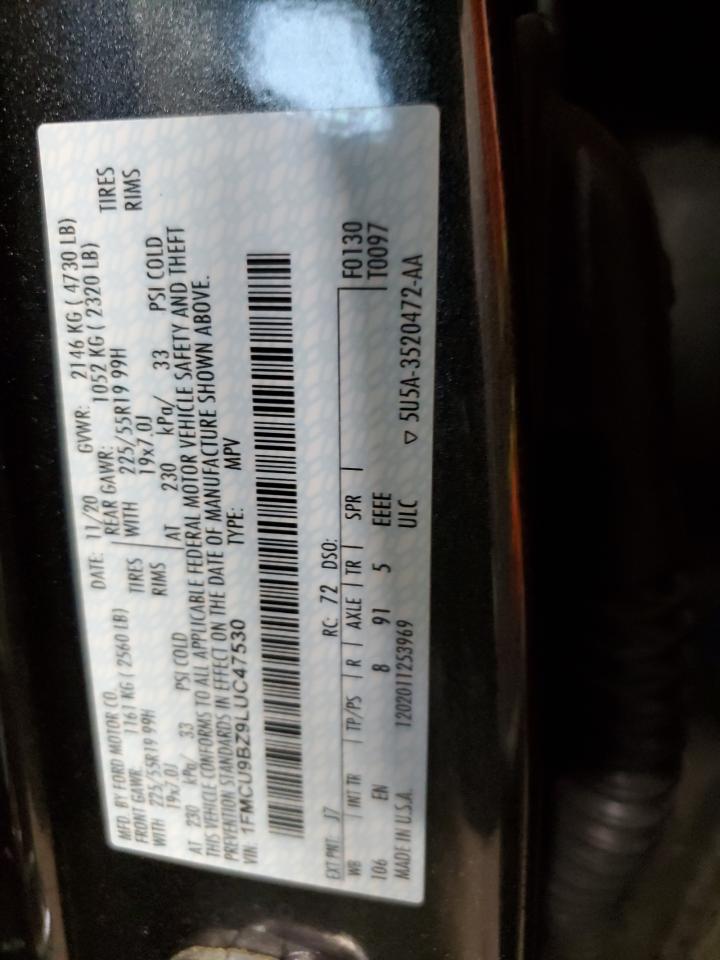 MFD. BY FORD MOTOR CO. DATE: 11/20 GVWR: 2146 KG ( 4730 LB)
FRONT GAWR: 1161 KG ( 2560 LB) REAR GAWR: 1052 KG ( 2320 LB)
WITH 225/55R19 99H TIRES WITH 225/55R19 99H TIRES
19x7.0J RIMS 19x7.0J RIMS
AT 230 kPa/ 33 PSI COLD AT 230 kPa/ 33 PSI COLD
THIS VEHICLE CONFORMS TO ALL APPLICABLE FEDERAL MOTOR VEHICLE SAFETY AND THEFT
PREVENTION STANDARDS IN EFFECT ON THE DATE OF MANUFACTURE SHOWN ABOVE.
VIN: 1FMCU9BZ9LUC47530 TYPE: MPV
EXT PNT: J7 RC: 72 DSO: F0130
WB INT TR TP/PS R AXLE TR SPR T0097
106 EN 8 91 5 EEEE
MADE IN U.S.A. 1202011253969 ULC ▽ 5U5A-3520472-AA